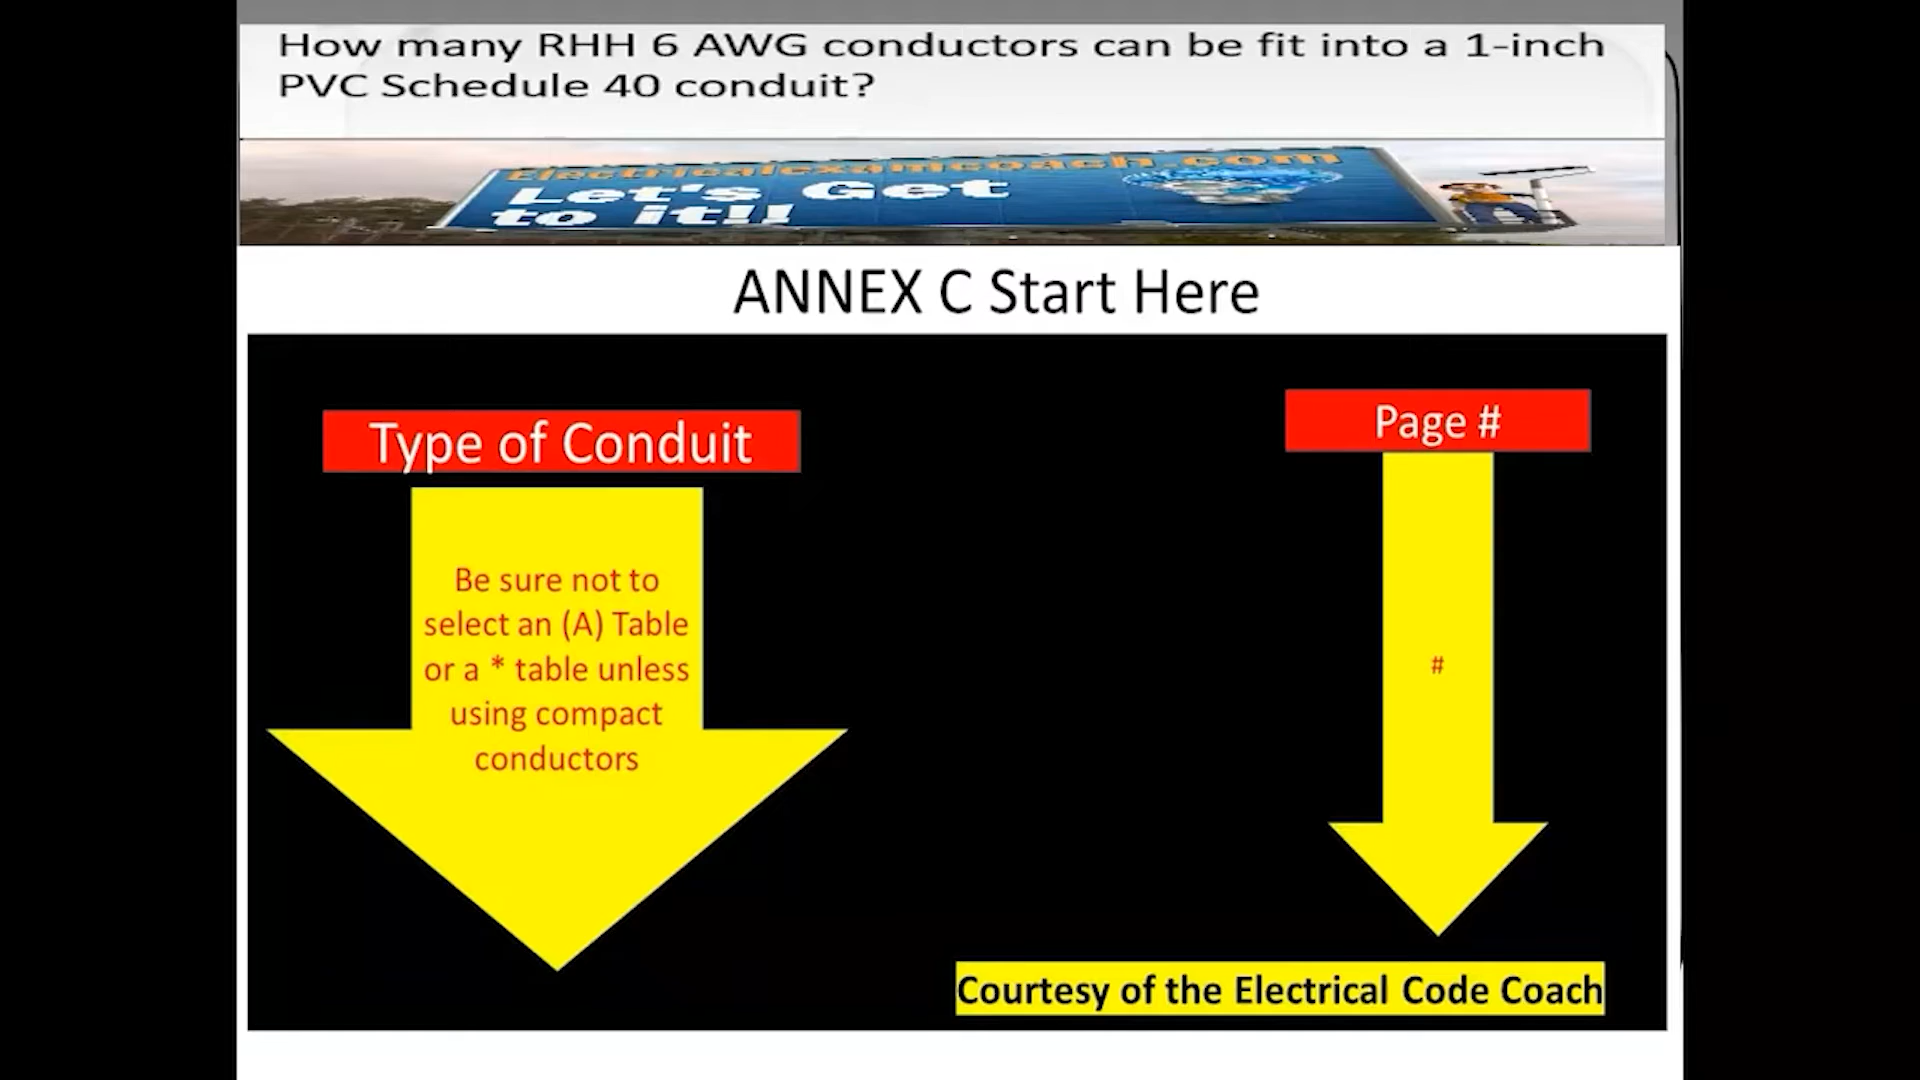 How many RHH 6 AWG conductors can be fit into a 1-inch
PVC Schedule 40 conduit?
Electricalexamcoach.com
Let's Get
to it!!
ANNEX C Start Here
Type of Conduit
Page #
Be sure not to
select an (A) Table
or a * table unless
using compact
conductors
#
Courtesy of the Electrical Code Coach